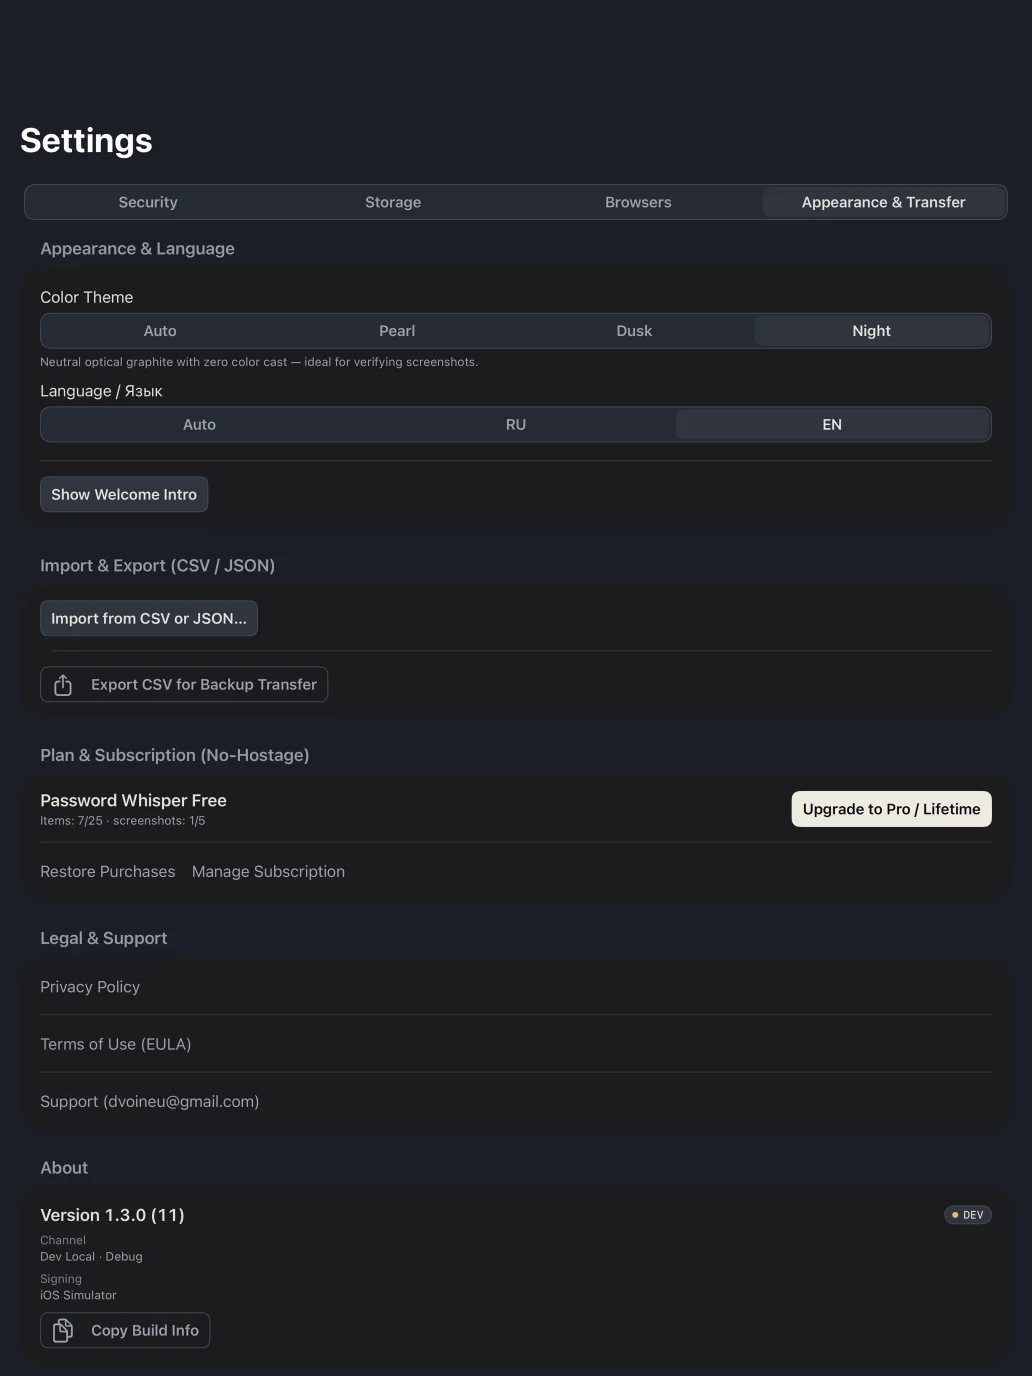 Settings
Security Storage Browsers Appearance & Transfer
Appearance & Language
Color Theme
Auto Pearl Dusk Night
Neutral optical graphite with zero color cast — ideal for verifying screenshots.
Language / Язык
Auto RU EN
Show Welcome Intro
Import & Export (CSV / JSON)
Import from CSV or JSON...
Export CSV for Backup Transfer
Plan & Subscription (No-Hostage)
Password Whisper Free
Upgrade to Pro / Lifetime
Items: 7/25 · screenshots: 1/5
Restore Purchases Manage Subscription
Legal & Support
Privacy Policy
Terms of Use (EULA)
Support (dvoineu@gmail.com)
About
Version 1.3.0 (11)
DEV
Channel
Dev Local · Debug
Signing
iOS Simulator
Copy Build Info